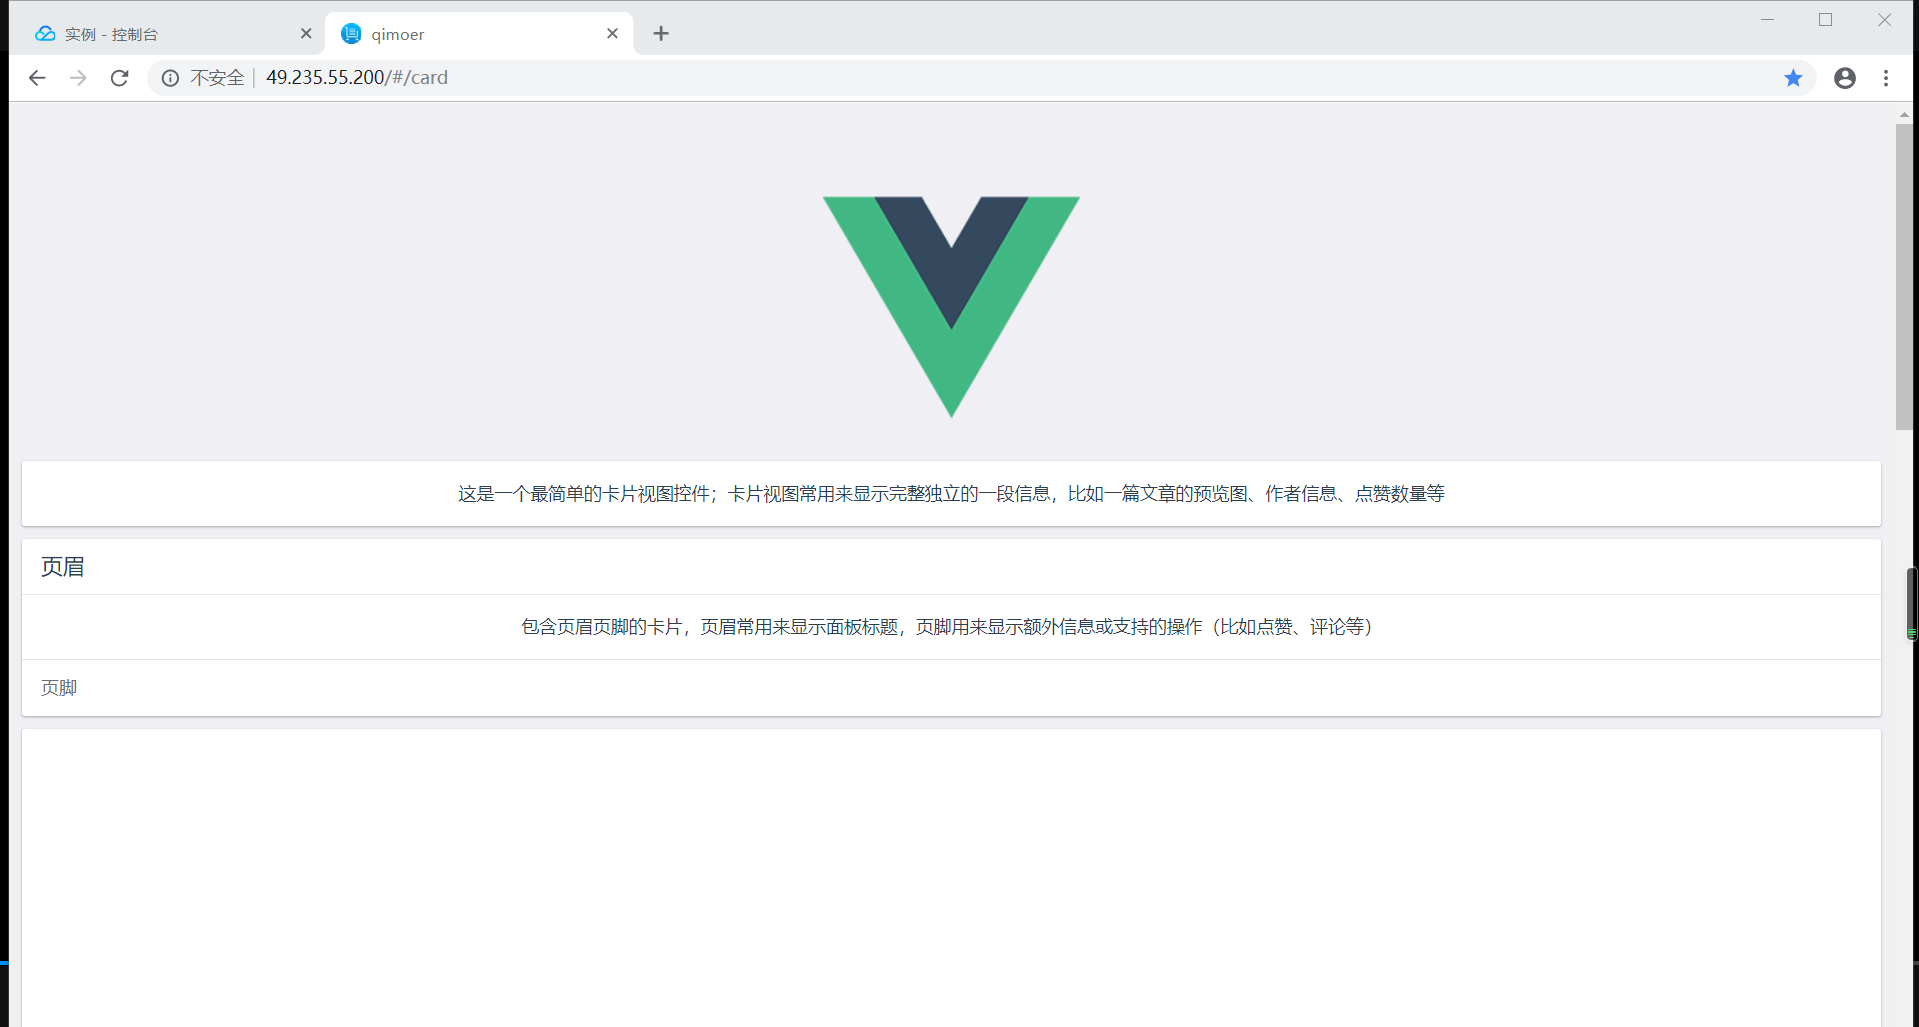 实例 - 控制台
qimoer
不安全 | 49.235.55.200/#/card
这是一个最简单的卡片视图控件；卡片视图常用来显示完整独立的一段信息，比如一篇文章的预览图、作者信息、点赞数量等
页眉
包含页眉页脚的卡片，页眉常用来显示面板标题，页脚用来显示额外信息或支持的操作（比如点赞、评论等）
页脚